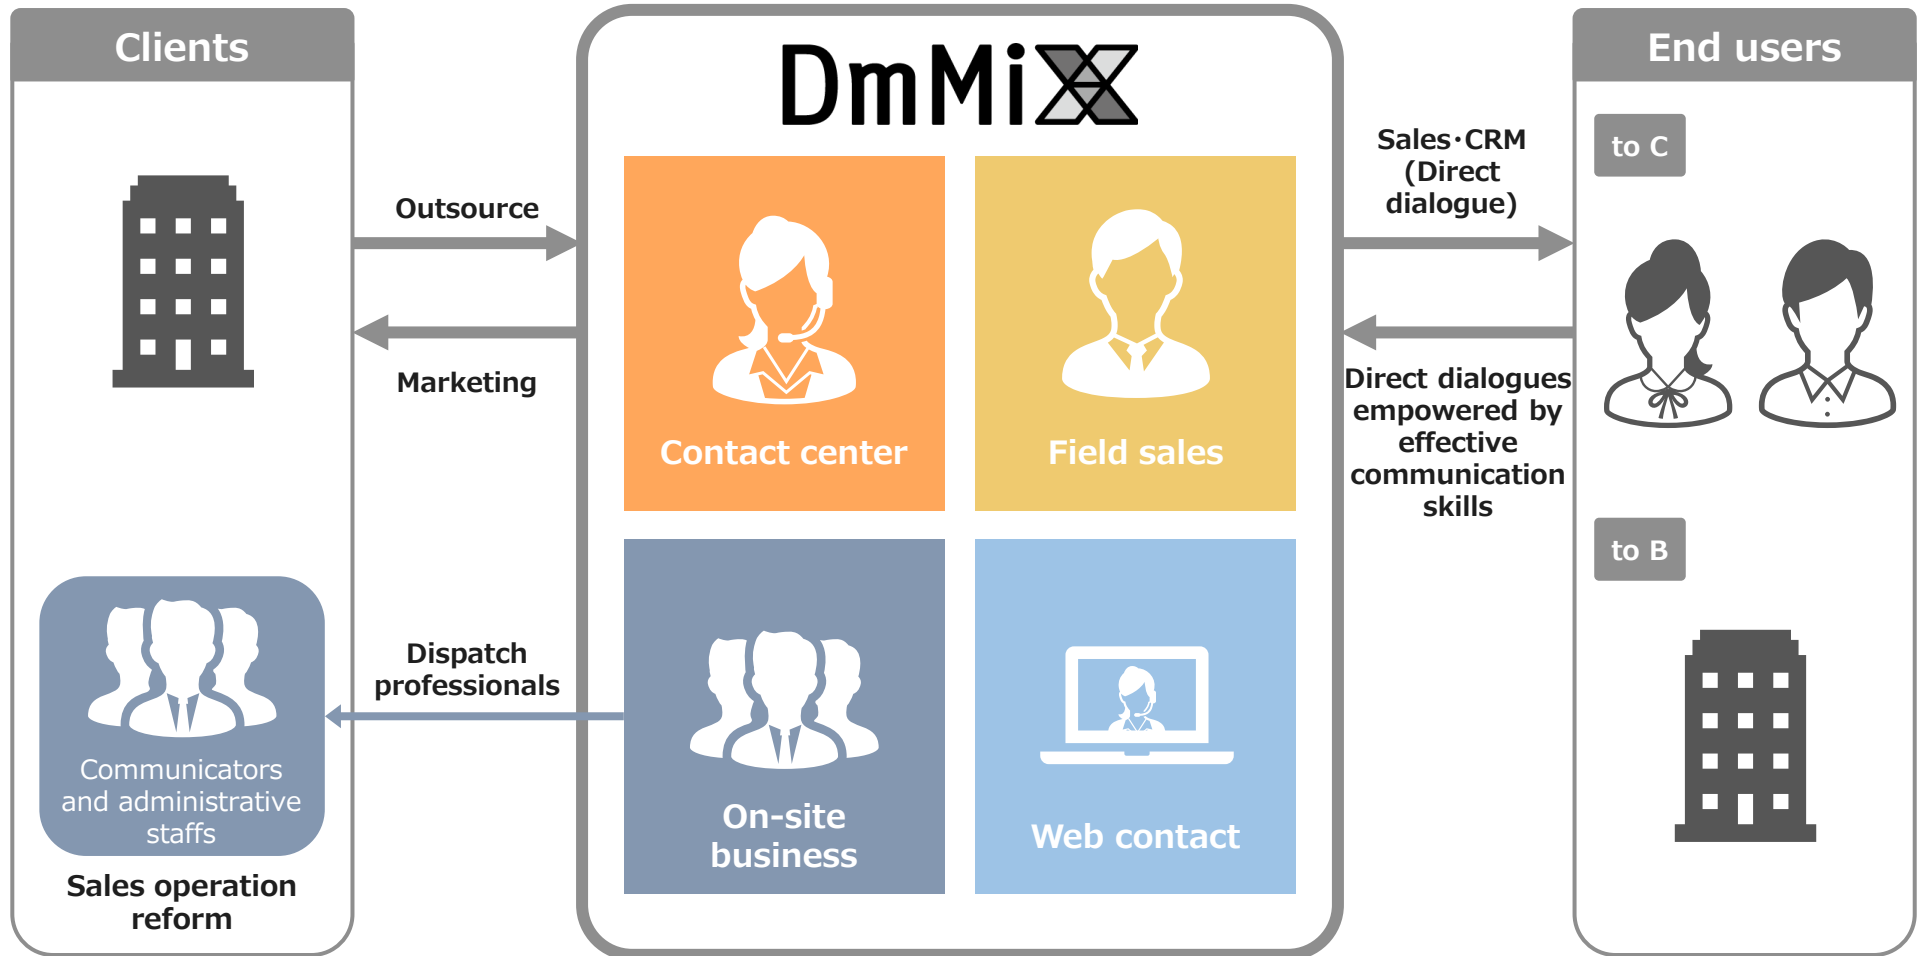 Clients
Outsource
Marketing
Dispatch
professionals
Communicators
and administrative
staffs
Sales operation
reform
DmMiX
Contact center
Field sales
On-site
business
Web contact
Sales・CRM
(Direct
dialogue)
Direct dialogues
empowered by
effective
communication
skills
End users
to C
to B